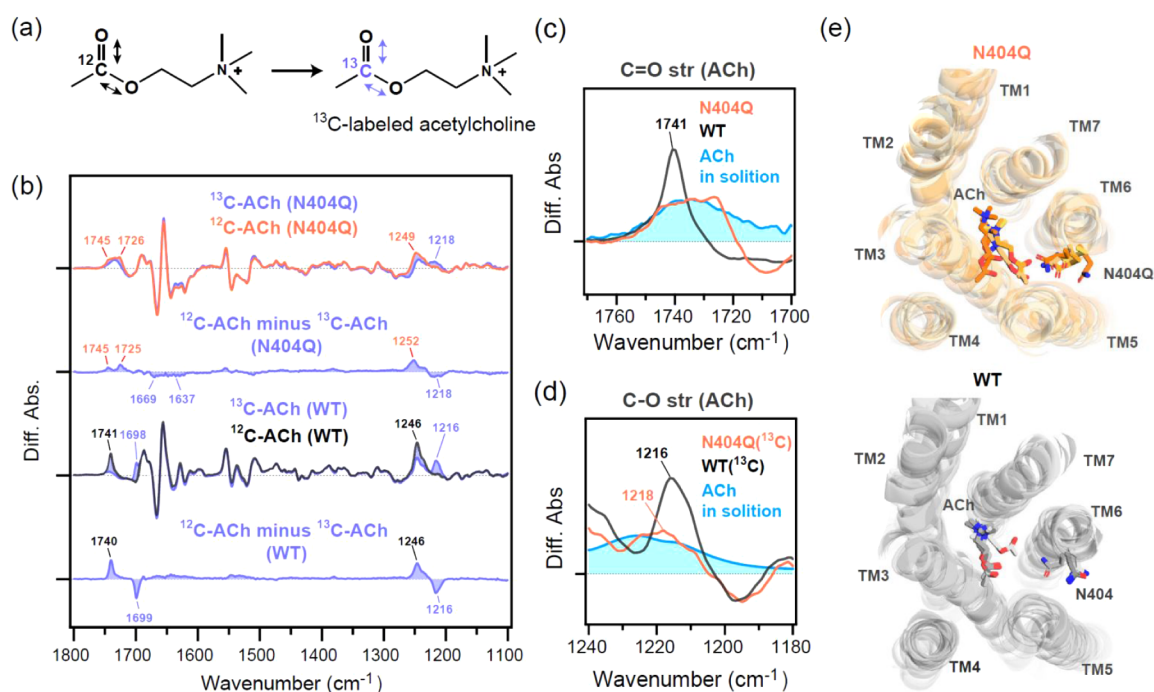 (a)
O
12
C
O
N
+
O
13
C
O
N
+
¹³C-labeled acetylcholine
(b)
Diff. Abs.
¹³C-ACh (N404Q)
¹²C-ACh (N404Q)
1745
1726
1249
1218
¹²C-ACh minus ¹³C-ACh
(N404Q)
1745
1725
1252
1669
1637
1218
¹³C-ACh (WT)
¹²C-ACh (WT)
1741
1698
1246
1216
¹²C-ACh minus ¹³C-ACh
(WT)
1740
1246
1699
1216
1800 1700 1600 1500 1400 1300 1200 1100
Wavenumber (cm⁻¹)
(c)
C=O str (ACh)
N404Q
WT
ACh
in solition
1741
Diff. Abs
1760 1740 1720 1700
Wavenumber (cm⁻¹)
(d)
C-O str (ACh)
N404Q(¹³C)
WT(¹³C)
ACh
in solition
1216
1218
Diff. Abs
1240 1220 1200 1180
Wavenumber (cm⁻¹)
(e)
N404Q
TM1
TM7
TM2
ACh
TM6
TM3
N404Q
TM4
TM5
WT
TM1
TM7
TM2
ACh
TM6
TM3
N404
TM4
TM5